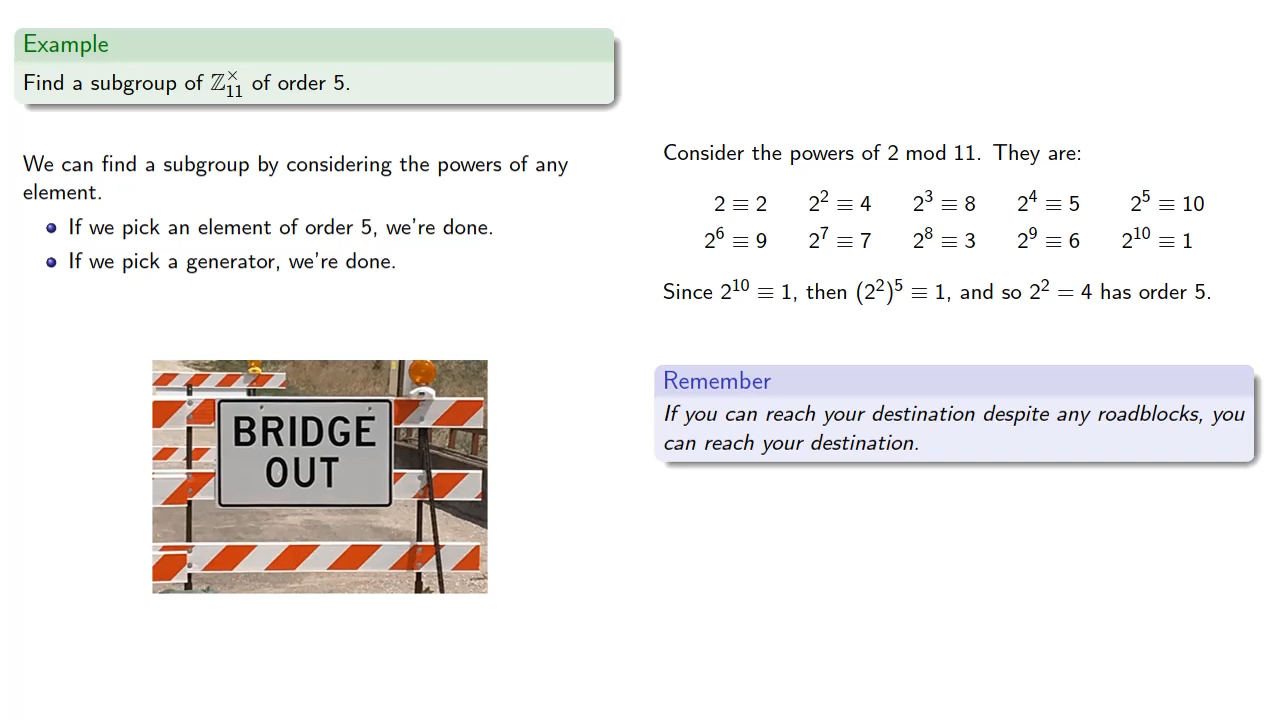 Example
Find a subgroup of ℤ₁₁ˣ of order 5.
We can find a subgroup by considering the powers of any
element.
If we pick an element of order 5, we're done.
If we pick a generator, we're done.
BRIDGE
OUT
Consider the powers of 2 mod 11. They are:
2 ≡ 2 2² ≡ 4 2³ ≡ 8 2⁴ ≡ 5 2⁵ ≡ 10
2⁶ ≡ 9 2⁷ ≡ 7 2⁸ ≡ 3 2⁹ ≡ 6 2¹⁰ ≡ 1
Since 2¹⁰ ≡ 1, then (2²)⁵ ≡ 1, and so 2² = 4 has order 5.
Remember
If you can reach your destination despite any roadblocks, you
can reach your destination.